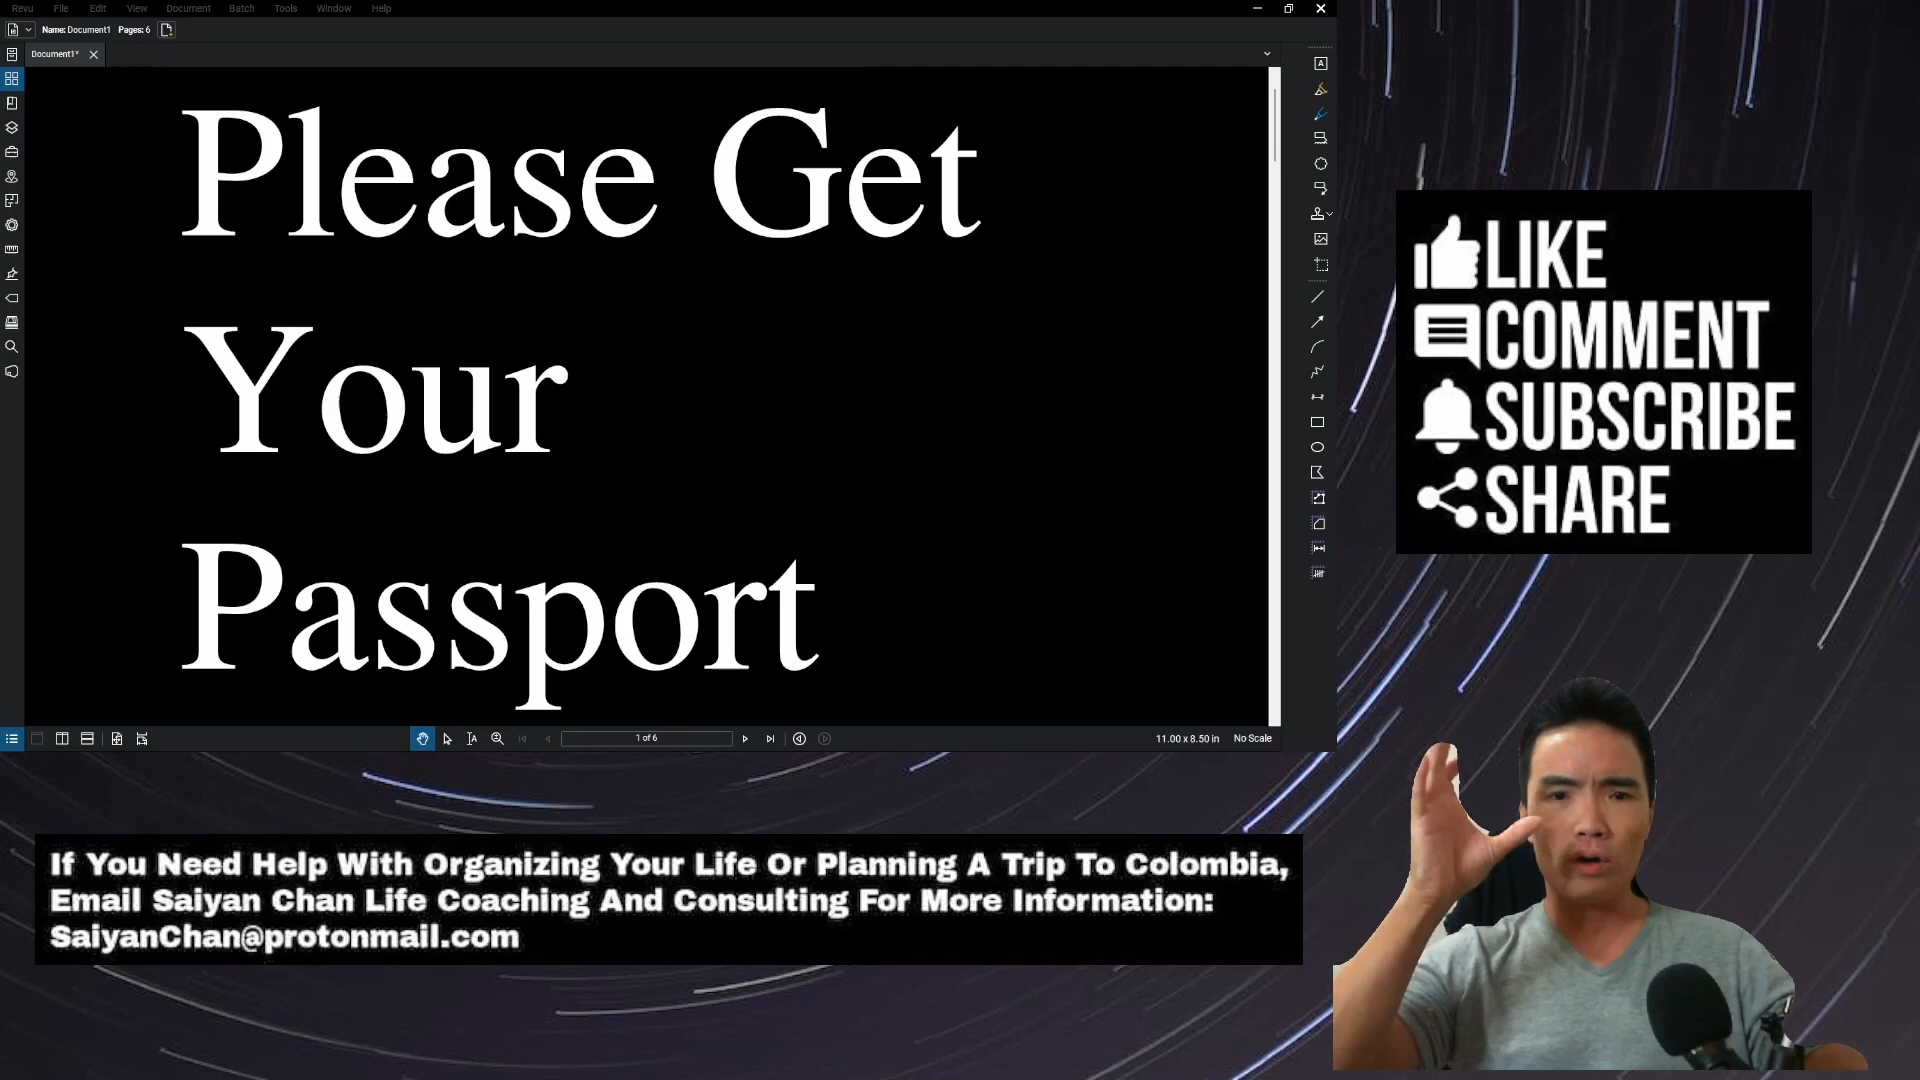 Revu File Edit View Document Batch Tools Window Help
Name: Document1 Pages: 6
Document1*
Please Get
Your
Passport
1 of 6
11.00 x 8.50 in No Scale
LIKE
COMMENT
SUBSCRIBE
SHARE
If You Need Help With Organizing Your Life Or Planning A Trip To Colombia,
Email Saiyan Chan Life Coaching And Consulting For More Information:
SaiyanChan@protonmail.com